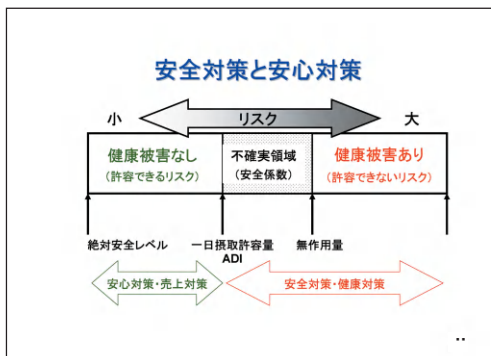 安全対策と安心対策
小 リスク 大
健康被害なし
(許容できるリスク)
不確実領域
(安全係数)
健康被害あり
(許容できないリスク)
絶対安全レベル
一日摂取許容量
ADI
無作用量
安心対策・売上対策
安全対策・健康対策
..